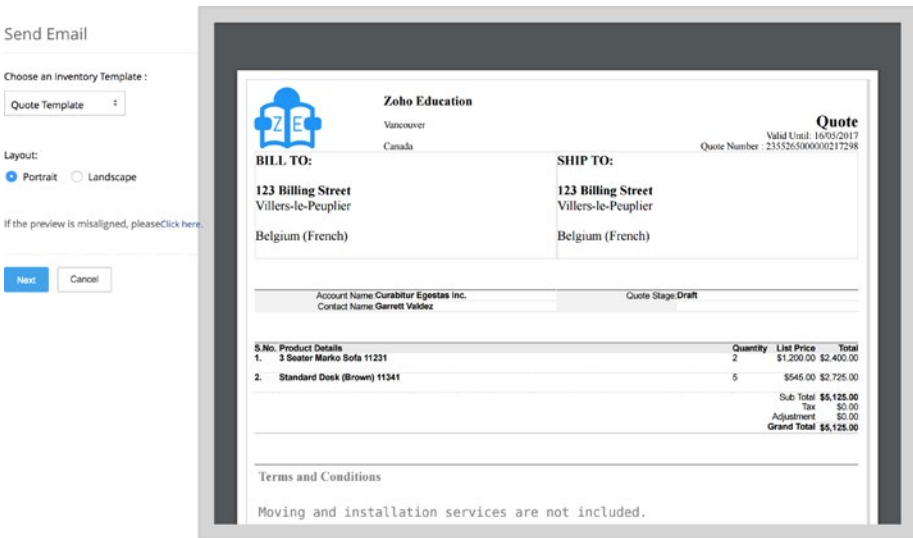 Send Email
Choose an Inventory Template :
Quote Template
Layout:
Portrait Landscape
If the preview is misaligned, pleaseClick here.
Next Cancel
Z E
Zoho Education
Vancouver
Canada
Quote
Valid Until: 16/05/2017
Quote Number : 2355265000000217298
BILL TO:
123 Billing Street
Villers-le-Peuplier
Belgium (French)
SHIP TO:
123 Billing Street
Villers-le-Peuplier
Belgium (French)
Account Name:Curabitur Egestas Inc. Quote Stage:Draft
Contact Name:Garrett Valdez
S.No. Product Details Quantity List Price Total
1. 3 Seater Marko Sofa 11231 2 $1,200.00 $2,400.00
2. Standard Desk (Brown) 11341 5 $545.00 $2,725.00
Sub Total $5,125.00
Tax $0.00
Adjustment $0.00
Grand Total $5,125.00
Terms and Conditions
Moving and installation services are not included.